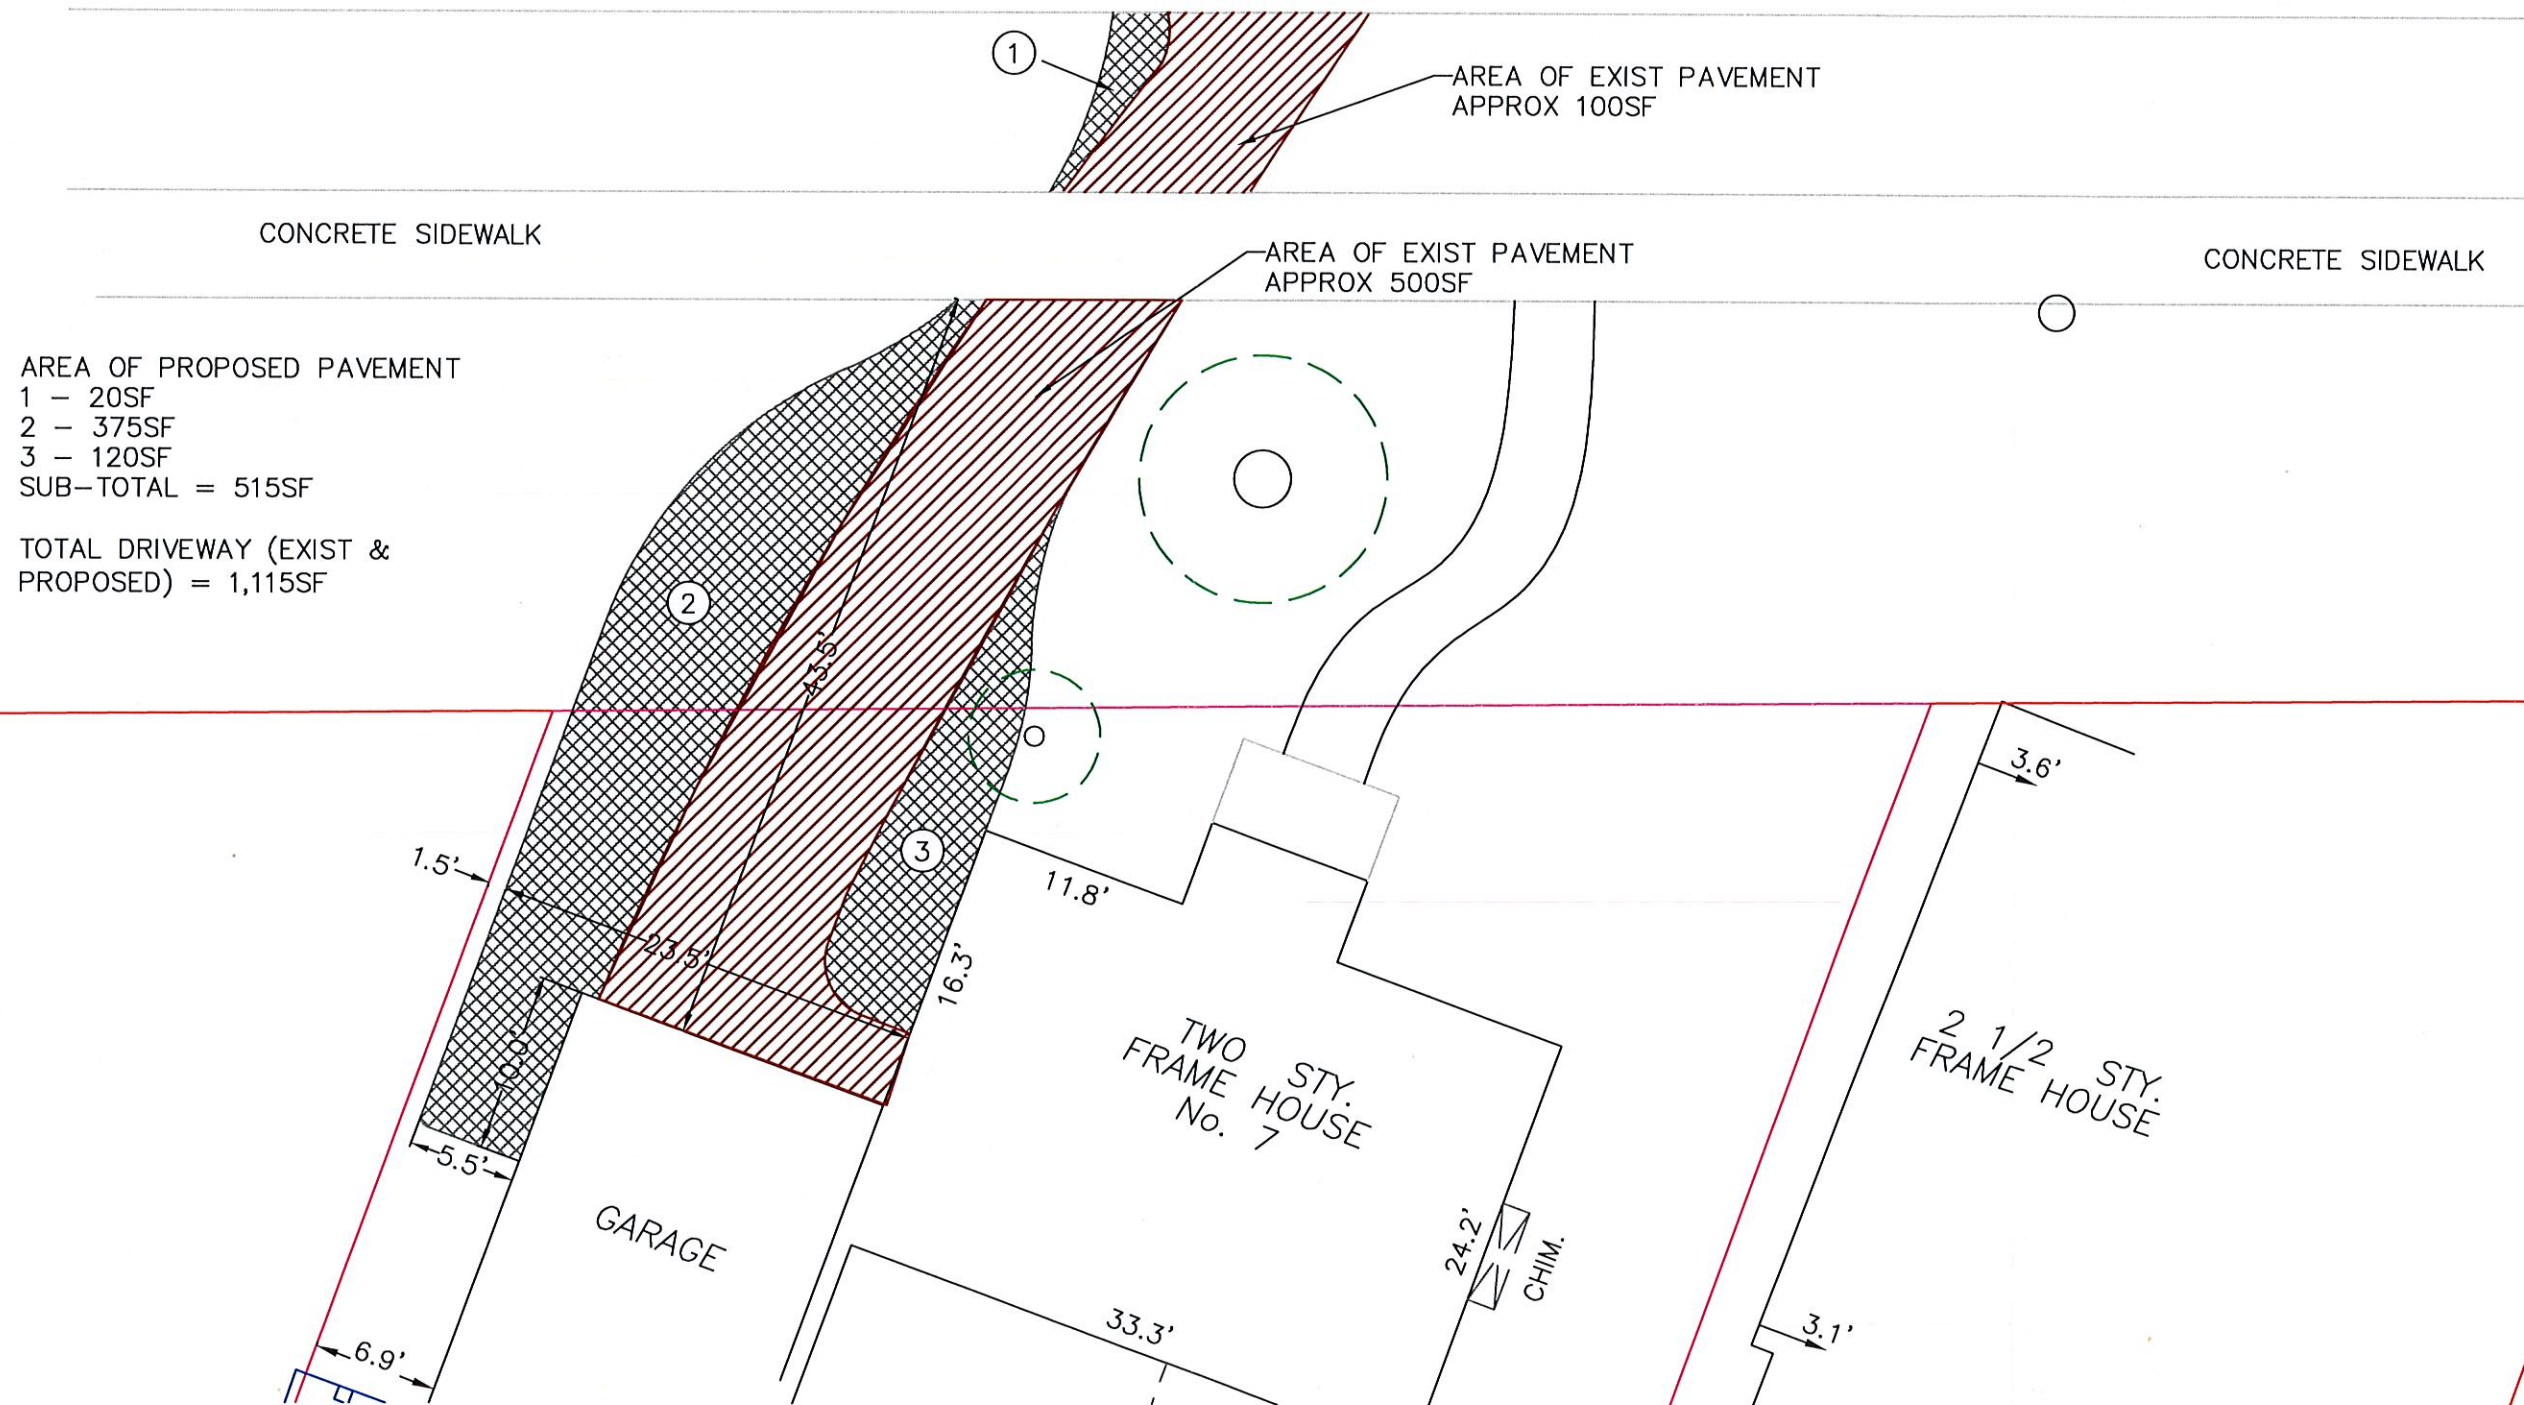 1
AREA OF EXIST PAVEMENT
APPROX 100SF
CONCRETE SIDEWALK
AREA OF EXIST PAVEMENT
APPROX 500SF
CONCRETE SIDEWALK
AREA OF PROPOSED PAVEMENT
1 – 20SF
2 – 375SF
3 – 120SF
SUB–TOTAL = 515SF
TOTAL DRIVEWAY (EXIST &
PROPOSED) = 1,115SF
2
43.5'
3.6'
1.5'
3
11.8'
23.5'
16.3'
10.0'
5.5'
TWO STY.
FRAME HOUSE
No. 7
2 1/2 STY.
FRAME HOUSE
GARAGE
24.2'
CHIM.
33.3'
3.1'
6.9'